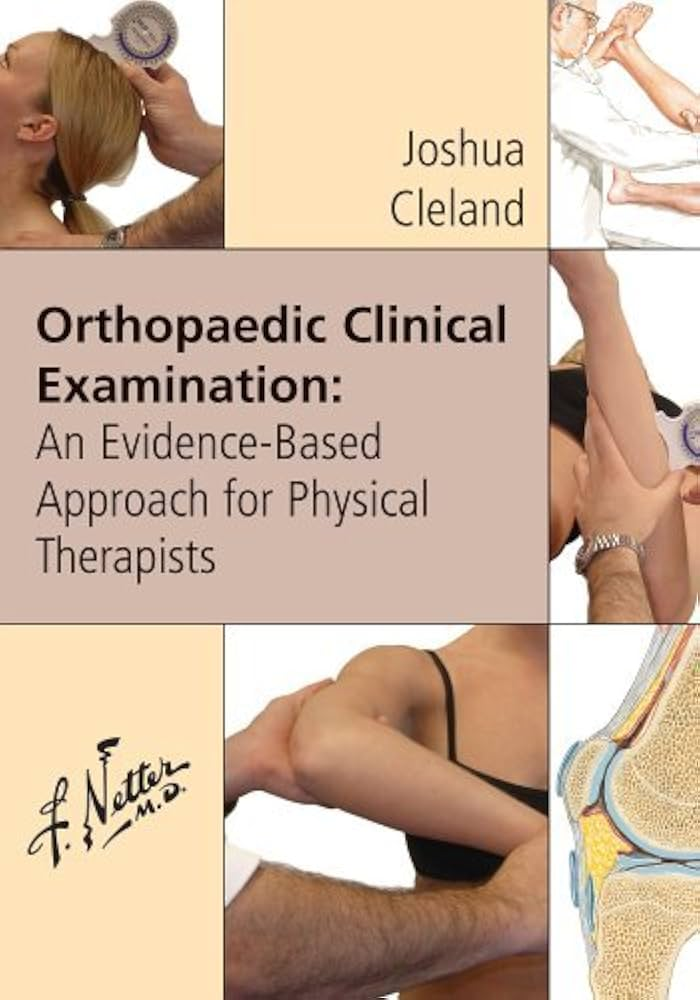 Joshua
Cleland
Orthopaedic Clinical
Examination:
An Evidence-Based
Approach for Physical
Therapists
F. Netter
M.D.